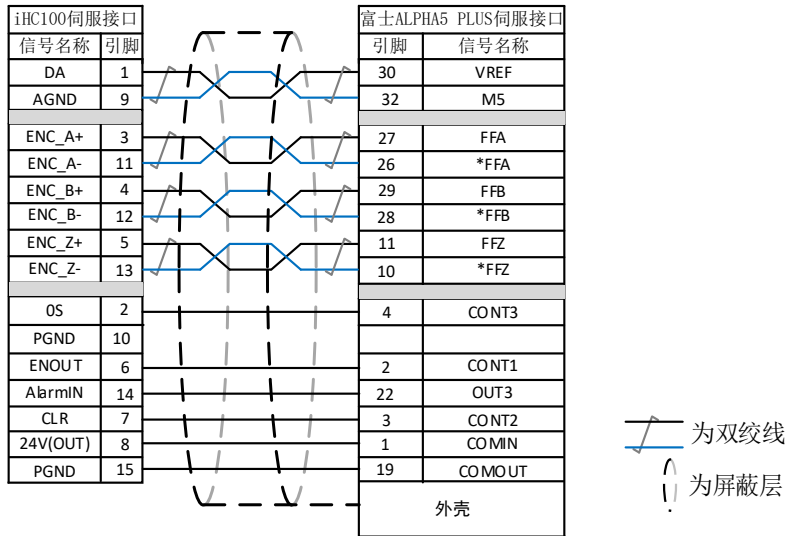 iHC100伺服接口 富士ALPHA5 PLUS伺服接口
信号名称 引脚 引脚 信号名称
DA 1 30 VREF
AGND 9 32 M5
ENC_A+ 3 27 FFA
ENC_A- 11 26 *FFA
ENC_B+ 4 29 FFB
ENC_B- 12 28 *FFB
ENC_Z+ 5 11 FFZ
ENC_Z- 13 10 *FFZ
0S 2 4 CONT3
PGND 10
ENOUT 6 2 CONT1
AlarmIN 14 22 OUT3
CLR 7 3 CONT2
24V(OUT) 8 1 COMIN
PGND 15 19 COMOUT
外壳
为双绞线
为屏蔽层